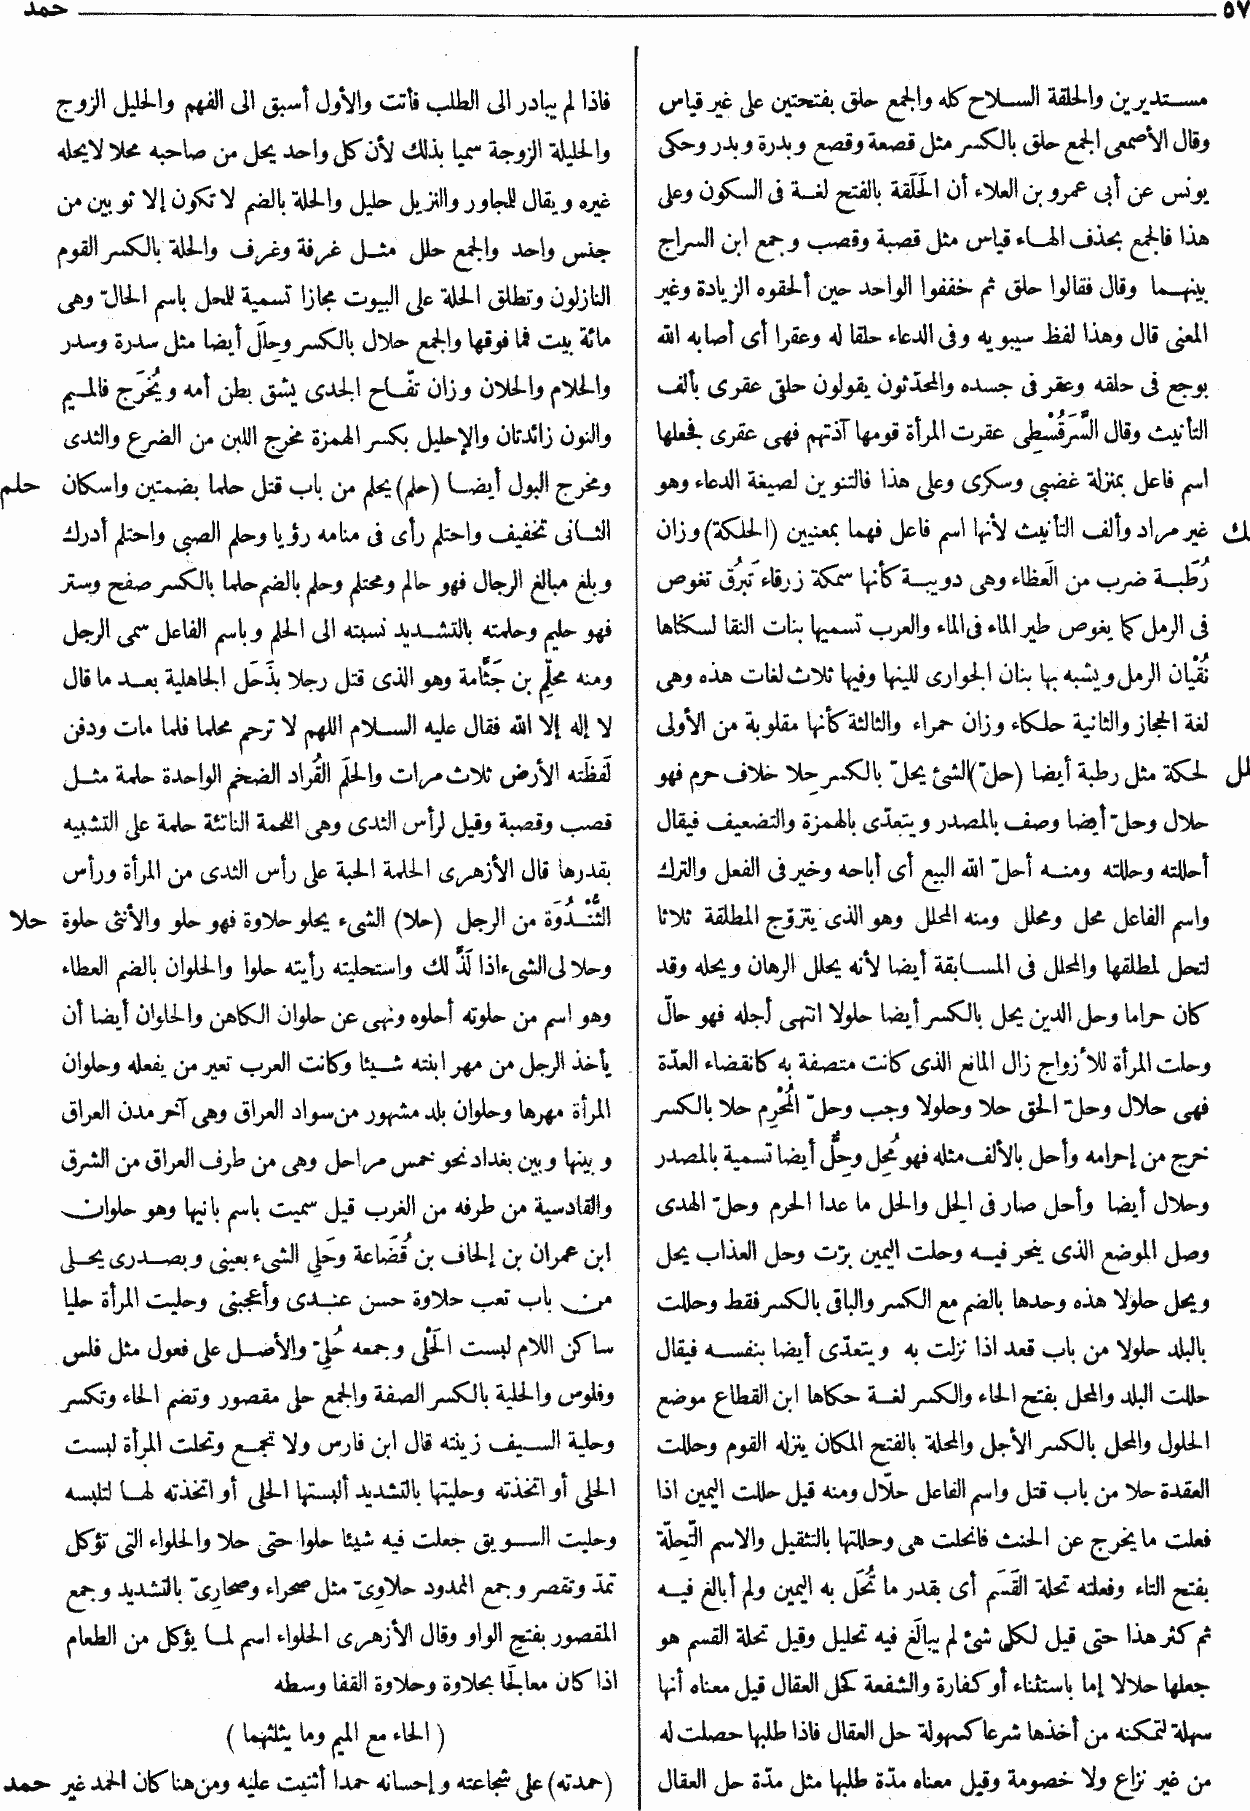 ٥٧ حمد
مستديرين والحلقة السلاح كله والجمع حلق بفتحتين على غير قياس
وقال الأصمعى الجمع حلق بالكسر مثل قصعة وقصع وبدرة وبدر وحكى
يونس عن أبى عمرو بن العلاء أن الحَلَقة بالفتح لغة فى السكون وعلى
هذا فالجمع بحذف الهاء قياس مثل قصبة وقصب وجمع ابن السراج
بينهما وقال فقالوا حلق ثم خففوا الواحد حين ألحقوه الزيادة وغير
المعنى قال وهذا لفظ سيبويه وفى الدعاء حلقا له وعقرا أى أصابه الله
بوجع فى حلقه وعقر فى جسده والمحدّثون يقولون حلقى عقرى بألف
التأنيث وقال السَّرَقُسْطِى عقرت المرأة قومها آذتهم فهى عقرى فجعلها
اسم فاعل بمنزلة غضبى وسكرى وعلى هذا فالتنوين لصيغة الدعاء وهو
لك غير مراد وألف التأنيث لأنها اسم فاعل فهما بمعنيين (الحلكة) وزان
رُطَبة ضرب من العَظاء وهى دويبة كأنها سمكة زرقاء تَبرُق تغوص
فى الرمل كما يغوص طير الماء فى الماء والعرب تسميها بنات النقا لسكناها
نُقْيان الرمل ويشبه بها بنان الجوارى للينها وفيها ثلاث لغات هذه وهى
لغة الحجاز والثانية حلكاء وزان حمراء والثالثة كأنها مقلوبة من الأولى
لل لحكة مثل رطبة أيضا (حلّ) الشئ يحلّ بالكسر حِلا خلاف حرم فهو
حلال وحلّ أيضا وصف بالمصدر ويتعدّى بالهمزة والتضعيف فيقال
أحللته وحللته ومنه أحلّ الله البيع أى أباحه وخير فى الفعل والترك
واسم الفاعل محل ومحلل ومنه المحلل وهو الذى يتزوّج المطلقة ثلاثا
لتحل لمطلقها والمحلل فى المسابقة أيضا لأنه يحلل الرهان ويحله وقد
كان حراما وحل الدين يحل بالكسر أيضا حلولا انتهى أجله فهو حالّ
وحلت المرأة للأزواج زال المانع الذى كانت متصفة به كانقضاء العدّة
فهى حلال وحلّ الحق حلا وحلولا وجب وحلّ المُحْرِم حلا بالكسر
خرج من إحرامه وأحل بالألف مثله فهو مُحِل وحِلٌّ أيضا تسمية بالمصدر
وحلال أيضا وأحل صار فى الحِل والحل ما عدا الحرم وحلّ الهدى
وصل الموضع الذى ينحر فيه وحلت اليمين برّت وحل العذاب يحل
ويحل حلولا هذه وحدها بالضم مع الكسر والباقى بالكسر فقط وحللت
بالبلد حلولا من باب قعد اذا نزلت به ويتعدّى أيضا بنفسه فيقال
حللت البلد والمحل بفتح الحاء والكسر لغة حكاها ابن القطاع موضع
الحلول والمحل بالكسر الأجل والمحلة بالفتح المكان ينزله القوم وحللت
العقدة حلا من باب قتل واسم الفاعل حلّال ومنه قيل حللت اليمين اذا
فعلت ما يخرج عن الحنث فانحلت هى وحللتها بالتثقيل والاسم التَّحِلّة
بفتح التاء وفعلته تحلة القَسَم أى بقدر ما تُحَل به اليمين ولم أبالغ فيه
ثم كثر هذا حتى قيل لكل شئ لم يبالَغ فيه تحليل وقيل تحلة القسم هو
جعلها حلالا إما باستثناء أو كفارة والشفعة كحل العقال قيل معناه أنها
سهلة لتمكنه من أخذها شرعا كسهولة حل العقال فاذا طلبها حصلت له
من غير نزاع ولا خصومة وقيل معناه مدّة طلبها مثل مدّة حل العقال
فاذا لم يبادر الى الطلب فأتت والأول أسبق الى الفهم والحليل الزوج
والحليلة الزوجة سميا بذلك لأن كل واحد يحل من صاحبه محلا لايحله
غيره ويقال للمجاور والنزيل حليل والحلة بالضم لا تكون إلا ثوبين من
جنس واحد والجمع حلل مثل غرفة وغرف والحلة بالكسر القوم
النازلون وتطلق الحلة على البيوت مجازا تسمية للمحل باسم الحالّ وهى
مائة بيت فما فوقها والجمع حلال بالكسر وحِلَل أيضا مثل سدرة وسدر
والحلام والحلان وزان تفّاح الجدى يشق بطن أمه ويُخرَج فالميم
والنون زائدتان والإحليل بكسر الهمزة مخرج اللبن من الضرع والثدى
ومخرج البول أيضا (حلم) يحلم من باب قتل حلما بضمتين واسكان حلم
الثانى تخفيف واحتلم رأى فى منامه رؤيا وحلم الصبى واحتلم أدرك
وبلغ مبالغ الرجال فهو حالم ومحتلم وحلم بالضم حلما بالكسر صفح وستر
فهو حليم وحلمته بالتشديد نسبته الى الحلم وباسم الفاعل سمى الرجل
ومنه محلِّم بن جَثَّامة وهو الذى قتل رجلا بذَحَل الجاهلية بعد ما قال
لا إله إلا الله فقال عليه السلام اللهم لا ترحم محلما فلما مات ودفن
لَفظَته الأرض ثلاث مرات والحلَم القُراد الضخم الواحدة حلمة مثل
قصب وقصبة وقيل لرأس الثدى وهى اللحمة الناتئة حلمة على التشبيه
بقدرها قال الأزهرى الحلمة الحبة على رأس الثدى من المرأة ورأس
الثُّنْدُوَة من الرجل (حلا) الشىء يحلو حلاوة فهو حلو والأنثى حلوة حلا
وحلا لى الشىء اذا لَذَّ لك واستحليته رأيته حلوا والحلوان بالضم العطاء
وهو اسم من حلوته أحلوه ونهى عن حلوان الكاهن والحلوان أيضا أن
يأخذ الرجل من مهر ابنته شيئا وكانت العرب تعير من يفعله وحلوان
المرأة مهرها وحلوان بلد مشهور من سواد العراق وهى آخر مدن العراق
وبينها وبين بغداد نحو خمس مراحل وهى من طرف العراق من الشرق
والقادسية من طرفه من الغرب قيل سميت باسم بانيها وهو حلوان
ابن عمران بن إلحاف بن قُضَاعة وحَلِى الشىء بعينى وبصدرى يحلى
من باب تعب حلاوة حسن عندى وأعجبنى وحليت المرأة حليا
ساكن اللام لبست الحَلْى وجمعه حُلِىّ والأصل على فعول مثل فلس
وفلوس والحلية بالكسر الصفة والجمع حلى مقصور وتضم الحاء وتكسر
وحلية السيف زينته قال ابن فارس ولا تجمع وتحلت المرأة لبست
الحلى أو اتخذته وحليتها بالتشديد ألبستها الحلى أو اتخذته لها لتلبسه
وحليت السويق جعلت فيه شيئا حلوا حتى حلا والحلواء التى تؤكل
تمدّ وتقصر وجمع الممدود حلاوىّ مثل صحراء وصحارىّ بالتشديد وجمع
المقصور بفتح الواو وقال الأزهرى الحلواء اسم لما يؤكل من الطعام
اذا كان معالجا بحلاوة وحلاوة القفا وسطه
( الحاء مع الميم وما يثلثهما )
(حمدته) على شجاعته وإحسانه حمدا أثنيت عليه ومن هنا كان الحمد غير حمد